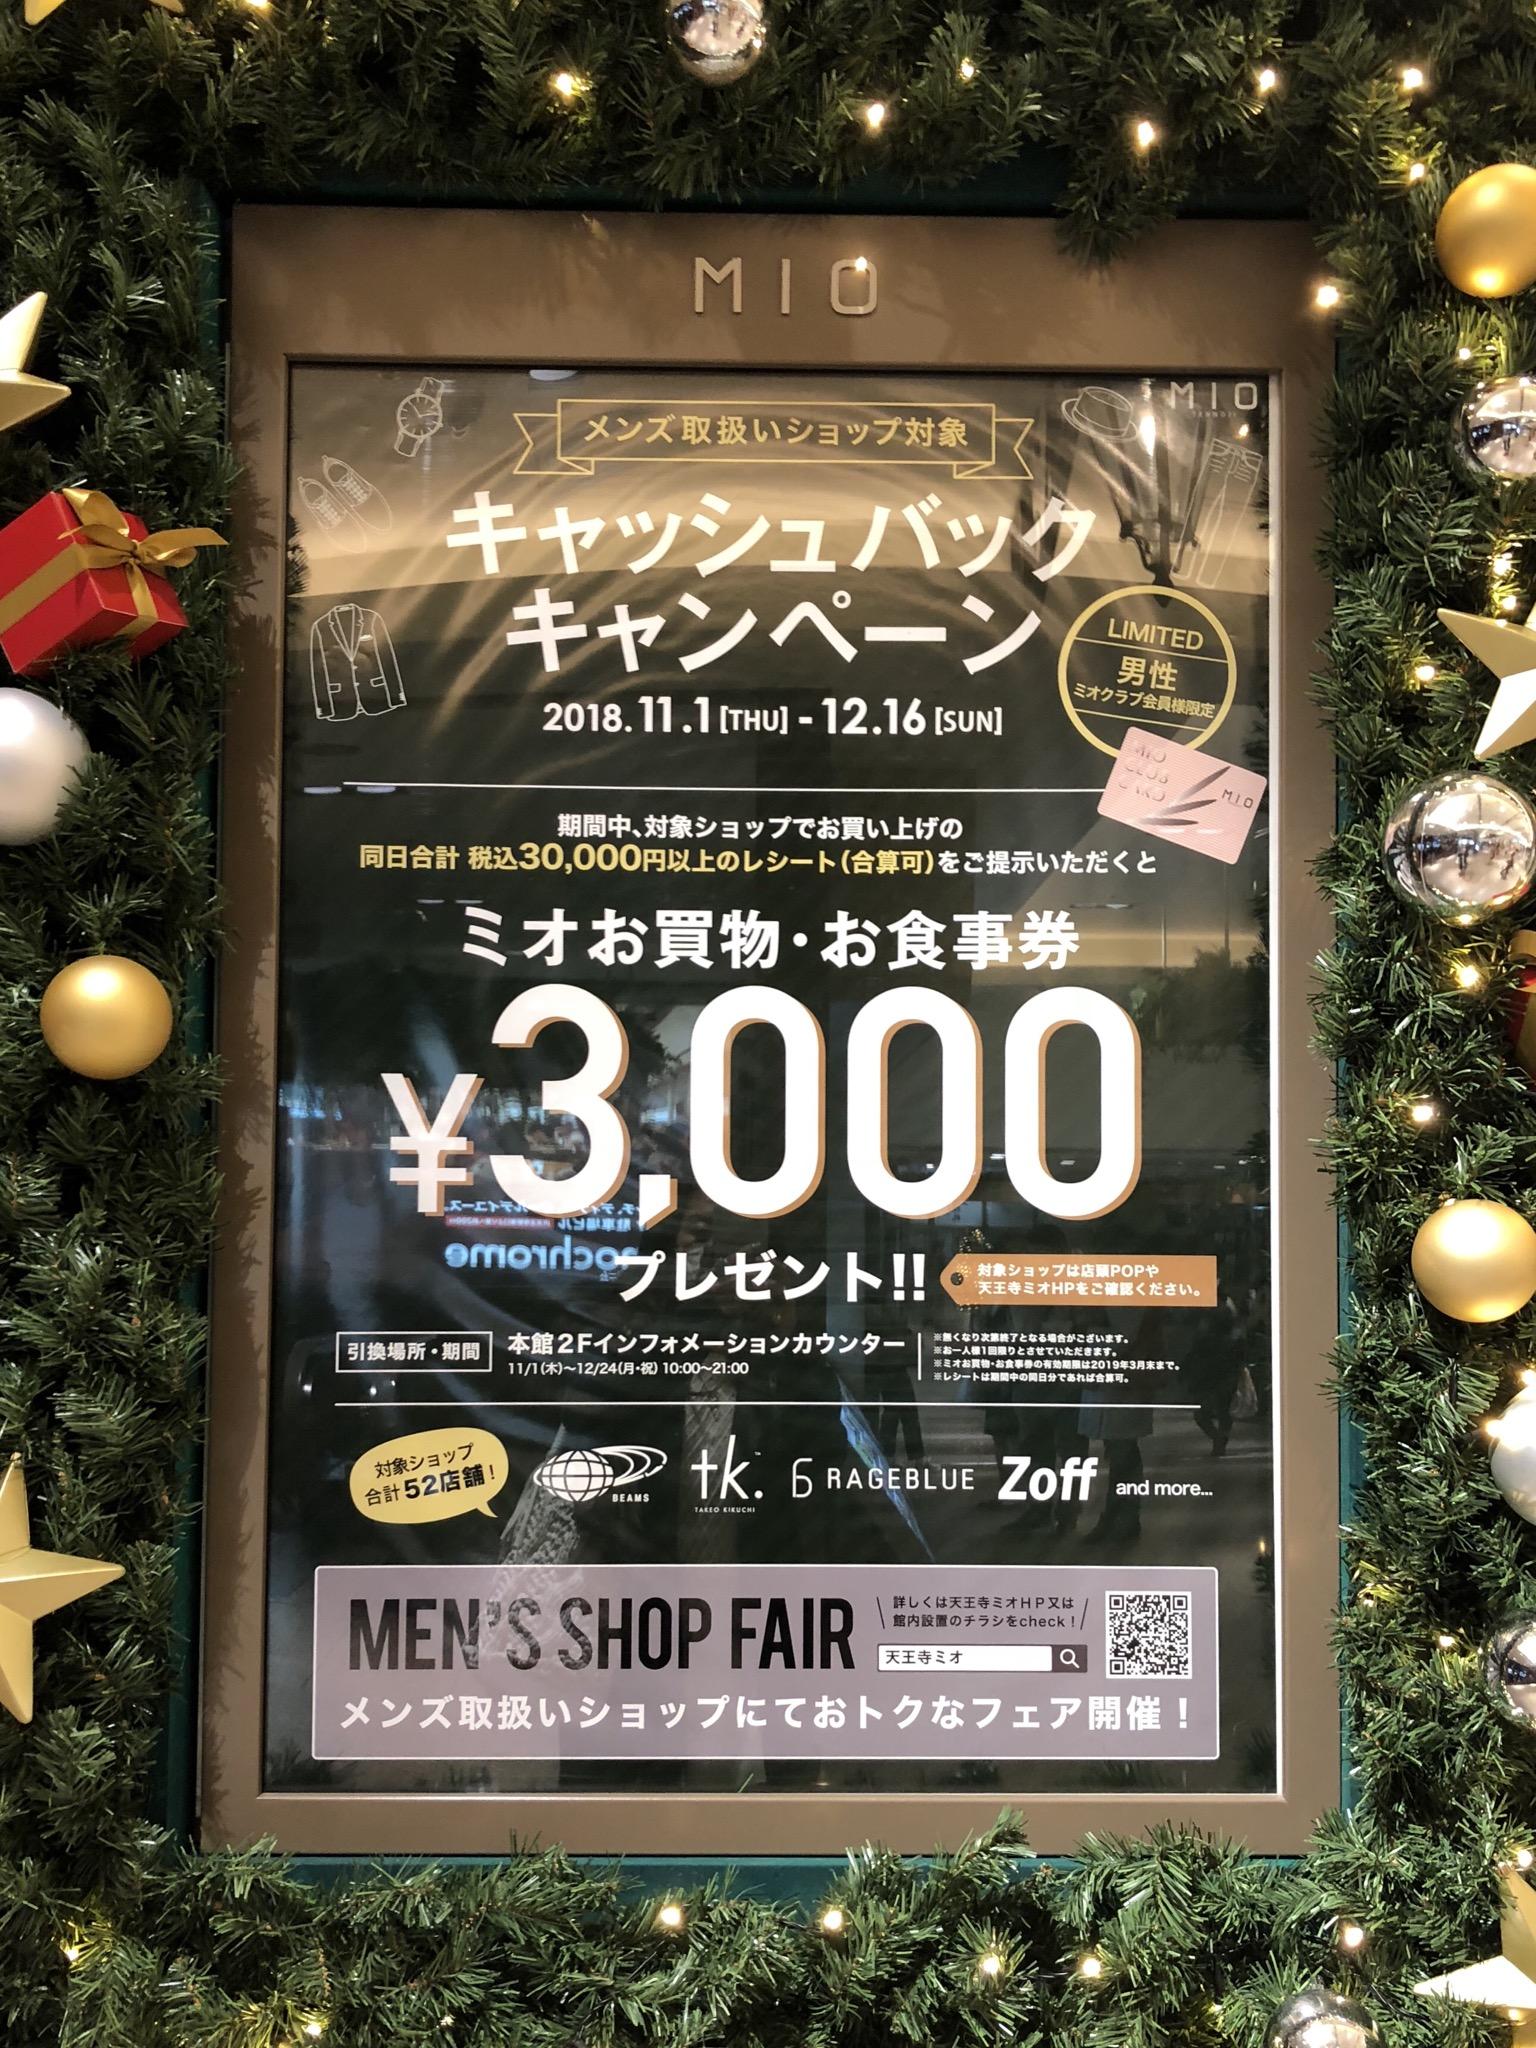 MIO
MIO
TENNOJI
メンズ取扱いショップ対象
キャッシュバック
キャンペーン
2018.11.1[THU]-12.16[SUN]
LIMITED
男性
ミオクラブ会員様限定
MIO
CLUB
CARD
MIO
期間中、対象ショップでお買い上げの
同日合計 税込30,000円以上のレシート(合算可)をご提示いただくと
ミオお買物・お食事券
¥3,000
プレゼント!!
対象ショップは店頭POPや
天王寺ミオHPをご確認ください。
引換場所・期間
本館2Fインフォメーションカウンター
11/1(木)〜12/24(月・祝) 10:00〜21:00
※無くなり次第終了となる場合がございます。
※お一人様1回限りとさせていただきます。
※ミオお買物・お食事券の有効期限は2019年3月末まで。
※レシートは期間中の同日分であれば合算可。
対象ショップ
合計52店舗!
BEAMS
tk.
TAKEO KIKUCHI
RAGEBLUE
Zoff
and more...
MEN'S SHOP FAIR
詳しくは天王寺ミオHP又は
館内設置のチラシをcheck!
天王寺ミオ
メンズ取扱いショップにておトクなフェア開催!